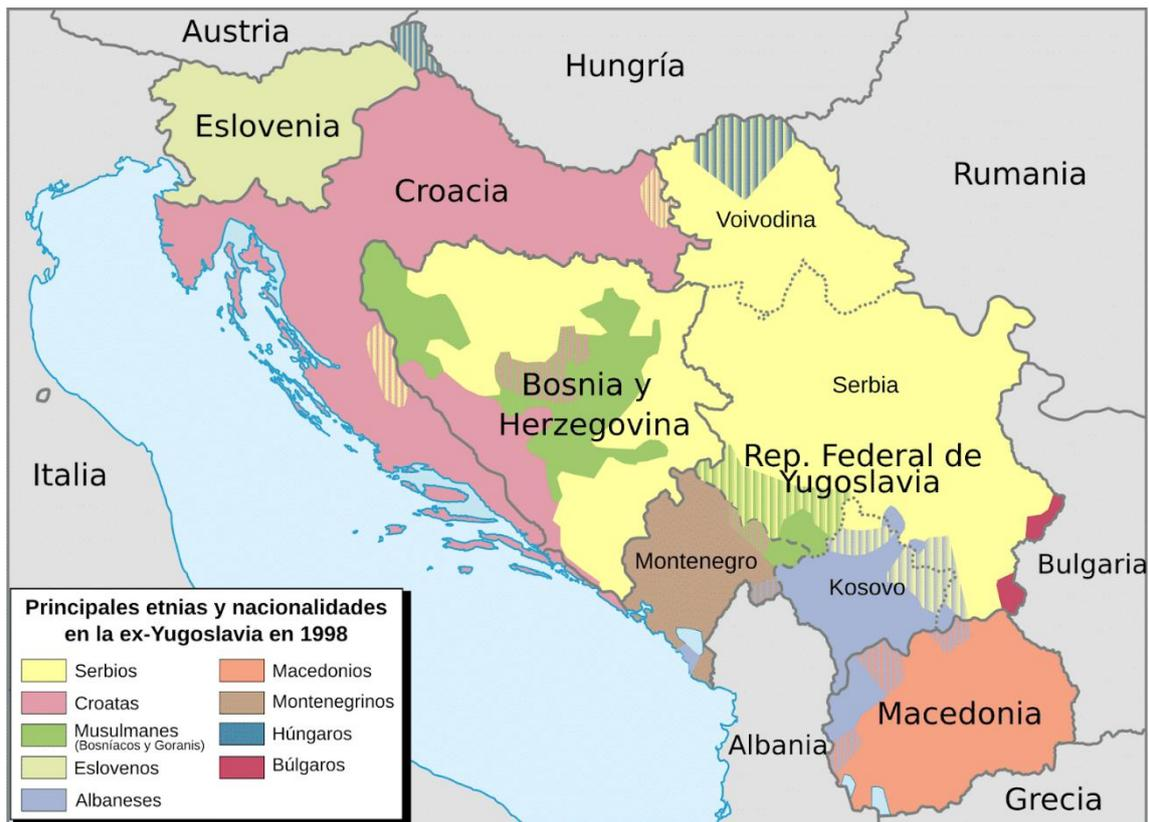 Austria
Hungría
Eslovenia
Rumania
Croacia
Voivodina
Serbia
Bosnia y
Herzegovina
Rep. Federal de
Yugoslavia
Italia
Montenegro
Kosovo
Bulgaria
Macedonia
Albania
Grecia
Principales etnias y nacionalidades
en la ex-Yugoslavia en 1998
Serbios
Croatas
Musulmanes
(Bosníacos y Goranis)
Eslovenos
Albaneses
Macedonios
Montenegrinos
Húngaros
Búlgaros